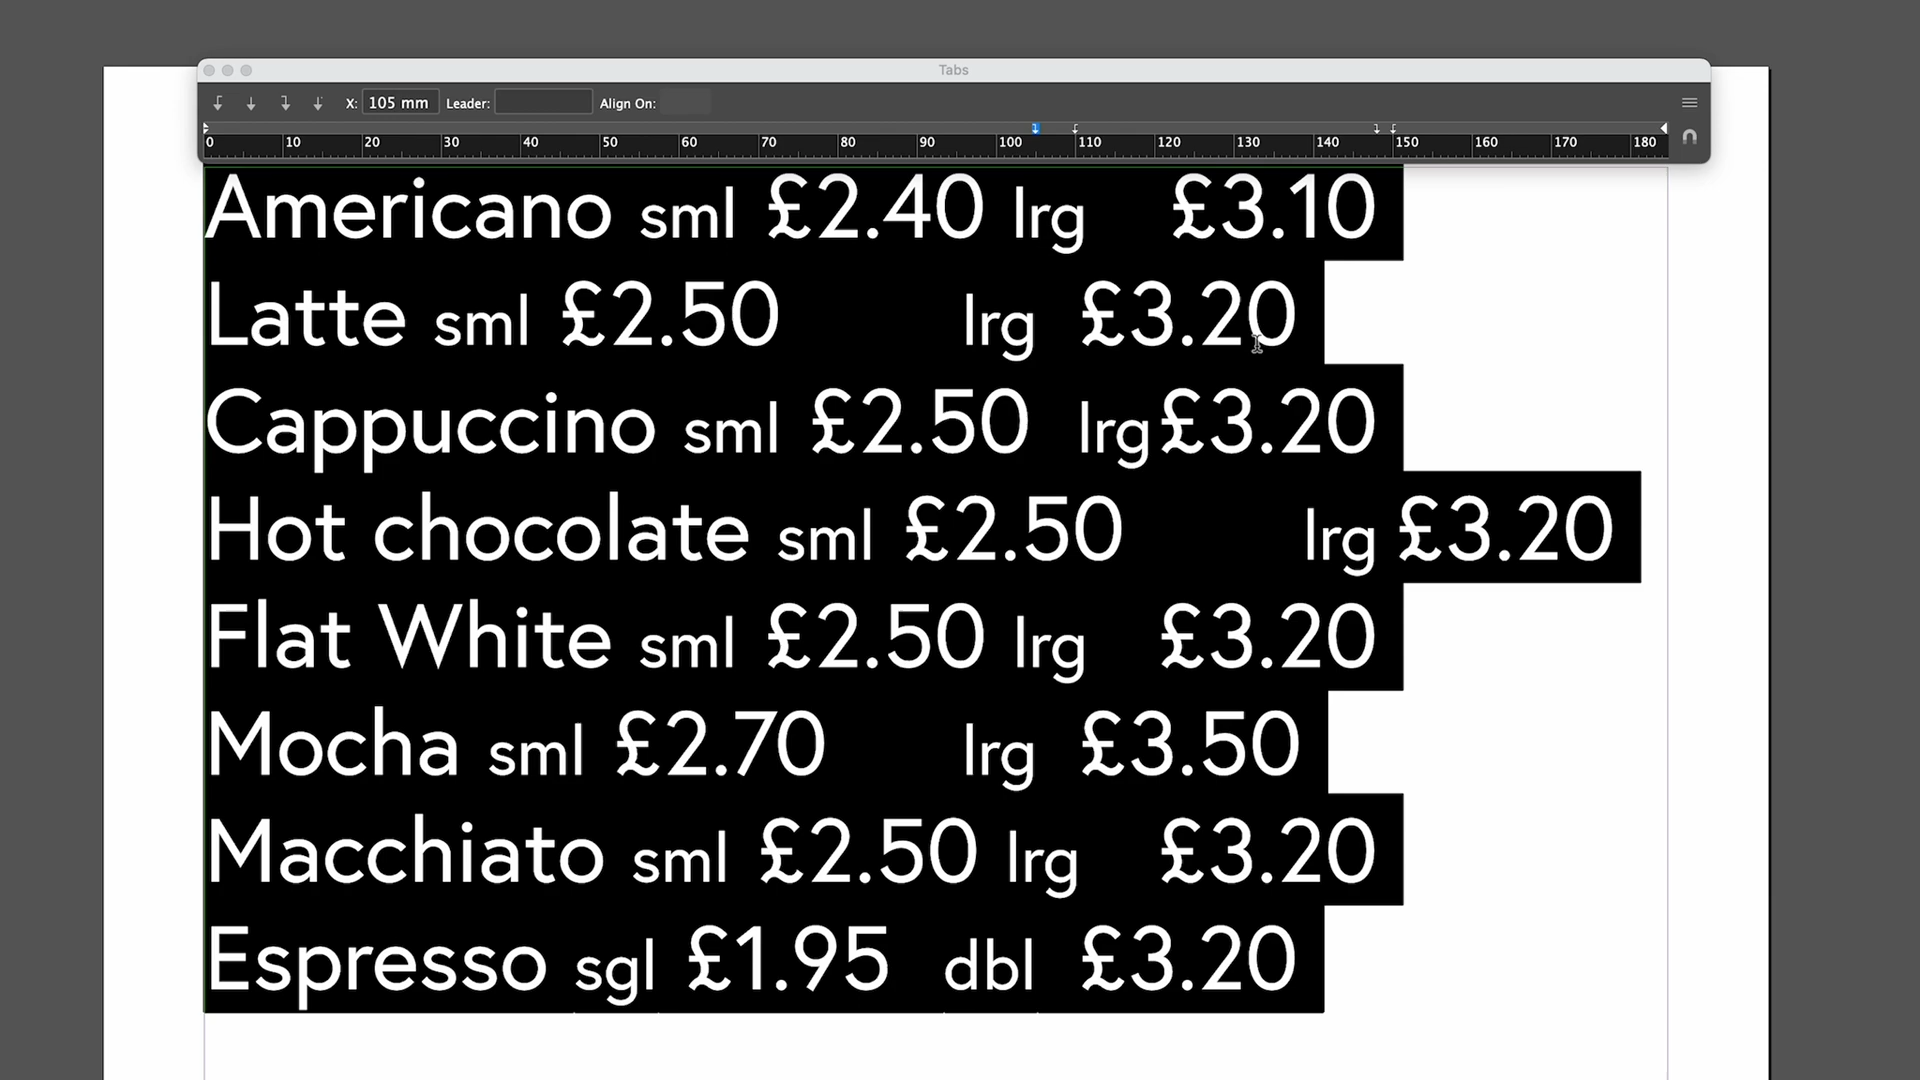 Tabs
X: 105 mm Leader: Align On:
0 10 20 30 40 50 60 70 80 90 100 110 120 130 140 150 160 170 180
Americano sml £2.40 lrg £3.10
Latte sml £2.50 lrg £3.20
Cappuccino sml £2.50 lrg £3.20
Hot chocolate sml £2.50 lrg £3.20
Flat White sml £2.50 lrg £3.20
Mocha sml £2.70 lrg £3.50
Macchiato sml £2.50 lrg £3.20
Espresso sgl £1.95 dbl £3.20